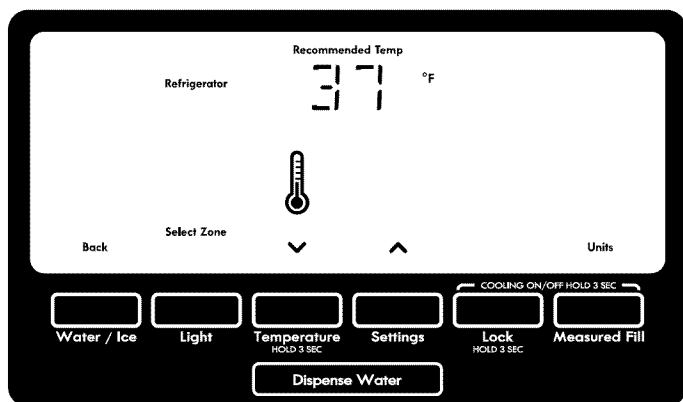 Recommended Temp
Refrigerator 37 °F
Select Zone
Back Units
COOLING ON/OFF HOLD 3 SEC
Water / Ice Light Temperature Settings Lock Measured Fill
HOLD 3 SEC HOLD 3 SEC
Dispense Water